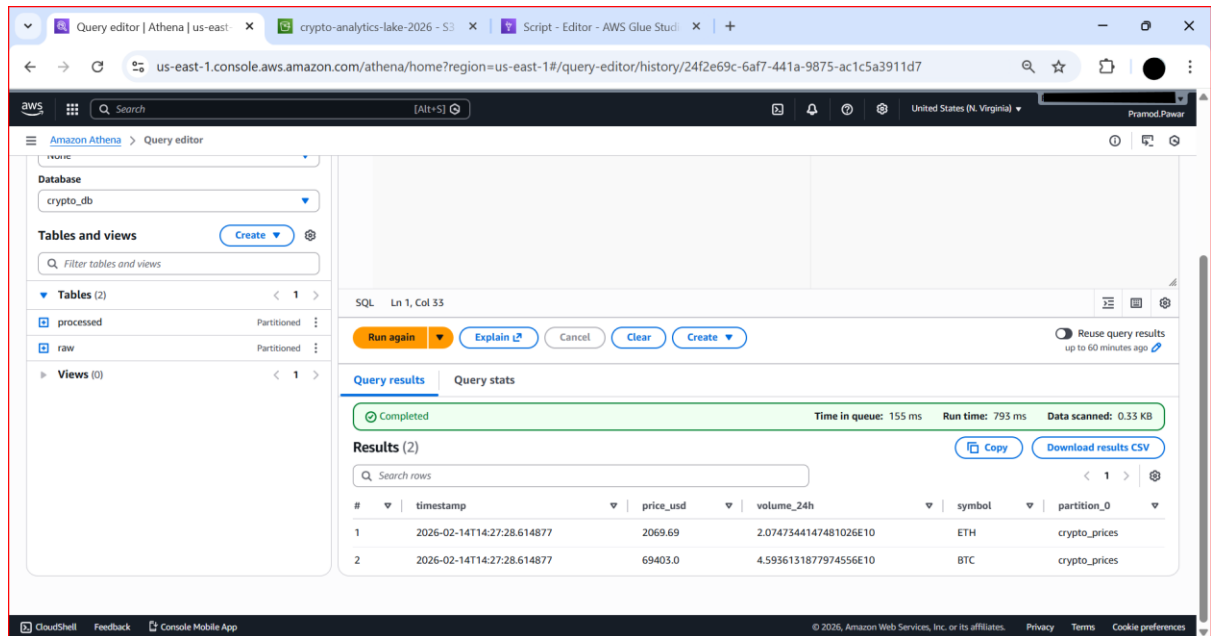 Query editor | Athena | us-east-
crypto-analytics-lake-2026 - S3
Script - Editor - AWS Glue Studi
us-east-1.console.aws.amazon.com/athena/home?region=us-east-1#/query-editor/history/24f2e69c-6af7-441a-9875-ac1c5a3911d7
aws Search [Alt+S] United States (N. Virginia) Pramod.Pawar
Amazon Athena > Query editor
None
Database
crypto_db
Tables and views Create
Filter tables and views
Tables (2) < 1 >
processed Partitioned
raw Partitioned
Views (0) < 1 >
SQL Ln 1, Col 33
Run again Explain Cancel Clear Create
Reuse query results
up to 60 minutes ago
Query results Query stats
Completed Time in queue: 155 ms Run time: 793 ms Data scanned: 0.33 KB
Results (2) Copy Download results CSV
Search rows < 1 >
# timestamp price_usd volume_24h symbol partition_0
1 2026-02-14T14:27:28.614877 2069.69 2.0747344147481026E10 ETH crypto_prices
2 2026-02-14T14:27:28.614877 69403.0 4.5936131877974556E10 BTC crypto_prices
CloudShell Feedback Console Mobile App © 2026, Amazon Web Services, Inc. or its affiliates. Privacy Terms Cookie preferences